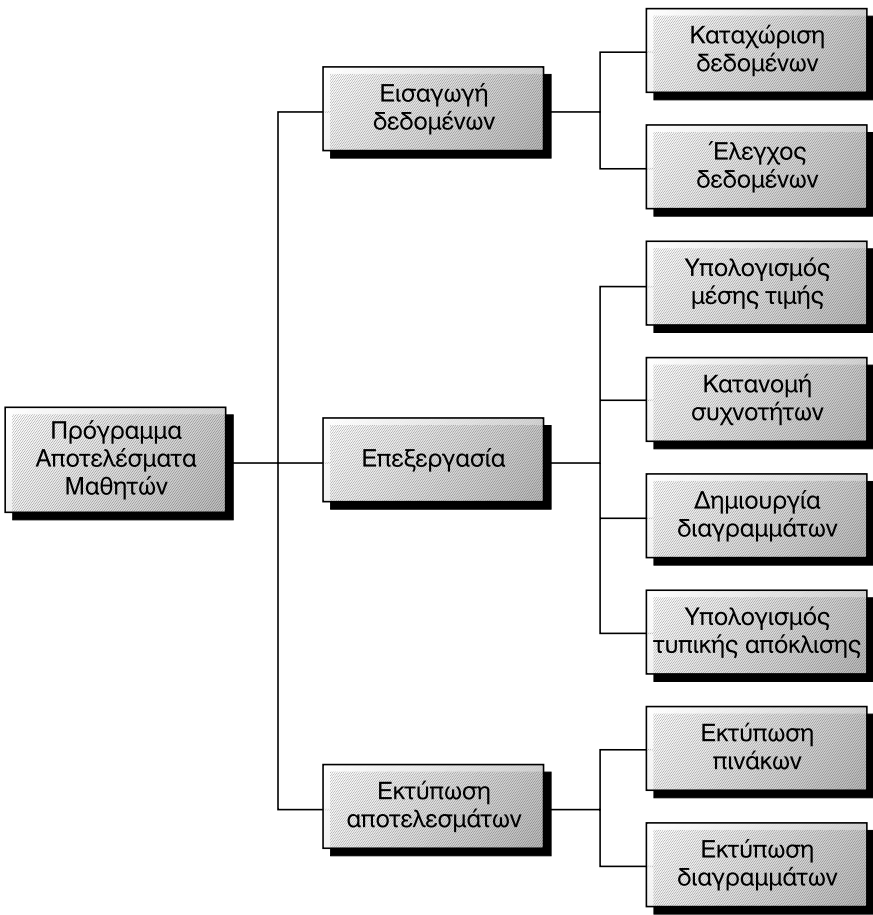 Πρόγραμμα
Αποτελέσματα
Μαθητών
Εισαγωγή
δεδομένων
Καταχώριση
δεδομένων
Έλεγχος
δεδομένων
Επεξεργασία
Υπολογισμός
μέσης τιμής
Κατανομή
συχνοτήτων
Δημιουργία
διαγραμμάτων
Υπολογισμός
τυπικής απόκλισης
Εκτύπωση
αποτελεσμάτων
Εκτύπωση
πινάκων
Εκτύπωση
διαγραμμάτων